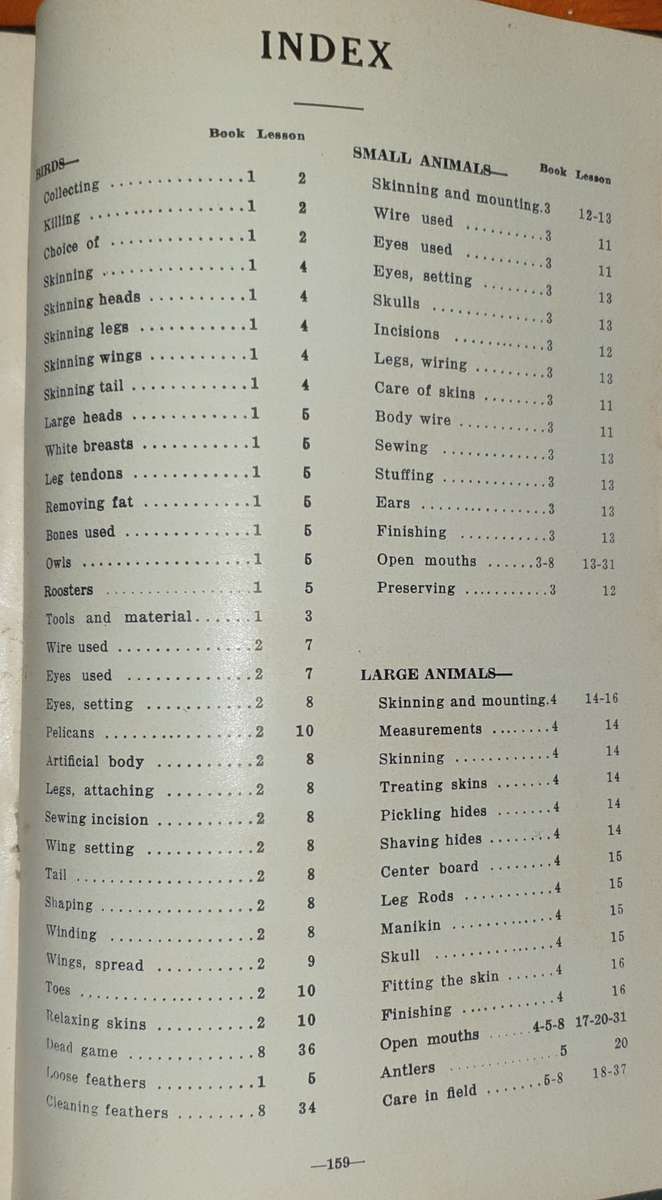 INDEX
Book Lesson
BIRDS—
Collecting ..............1 2
Killing .................1 2
Choice of ..............1 2
Skinning ...............1 4
Skinning heads ..........1 4
Skinning legs ...........1 4
Skinning wings ..........1 4
Skinning tail ............1 4
Large heads ............1 5
White breasts ...........1 5
Leg tendons ............1 5
Removing fat ...........1 5
Bones used .............1 5
Owls ..................1 5
Roosters ...............1 5
Tools and material......1 3
Wire used ..............2 7
Eyes used .............2 7
Eyes, setting ...........2 8
Pelicans ................2 10
Artificial body ..........2 8
Legs, attaching .........2 8
Sewing incision ..........2 8
Wing setting ...........2 8
Tail ...................2 8
Shaping ................2 8
Winding ...............2 8
Wings, spread ..........2 9
Toes ..................2 10
Relaxing skins ..........2 10
Dead game .............8 36
Loose feathers ..........1 5
Cleaning feathers ........8 34
SMALL ANIMALS—
Book Lesson
Skinning and mounting.3 12-13
Wire used .........3 11
Eyes used .........3 11
Eyes, setting .......3 13
Skulls ............3 13
Incisions ..........3 12
Legs, wiring ........3 13
Care of skins .......3 11
Body wire ..........3 11
Sewing ............3 13
Stuffing ............3 13
Ears ...............3 13
Finishing ..........3 13
Open mouths ......3-8 13-31
Preserving ..........3 12
LARGE ANIMALS—
Skinning and mounting.4 14-16
Measurements ........4 14
Skinning ............4 14
Treating skins .......4 14
Pickling hides .......4 14
Shaving hides ........4 14
Center board ........4 15
Leg Rods ...........4 15
Manikin ............4 15
Skull ..............4 15
Fitting the skin ......4 16
Finishing ............4 16
Open mouths ......4-5-8 17-20-31
Antlers ..............5 20
Care in field .......5-8 18-37
—159—